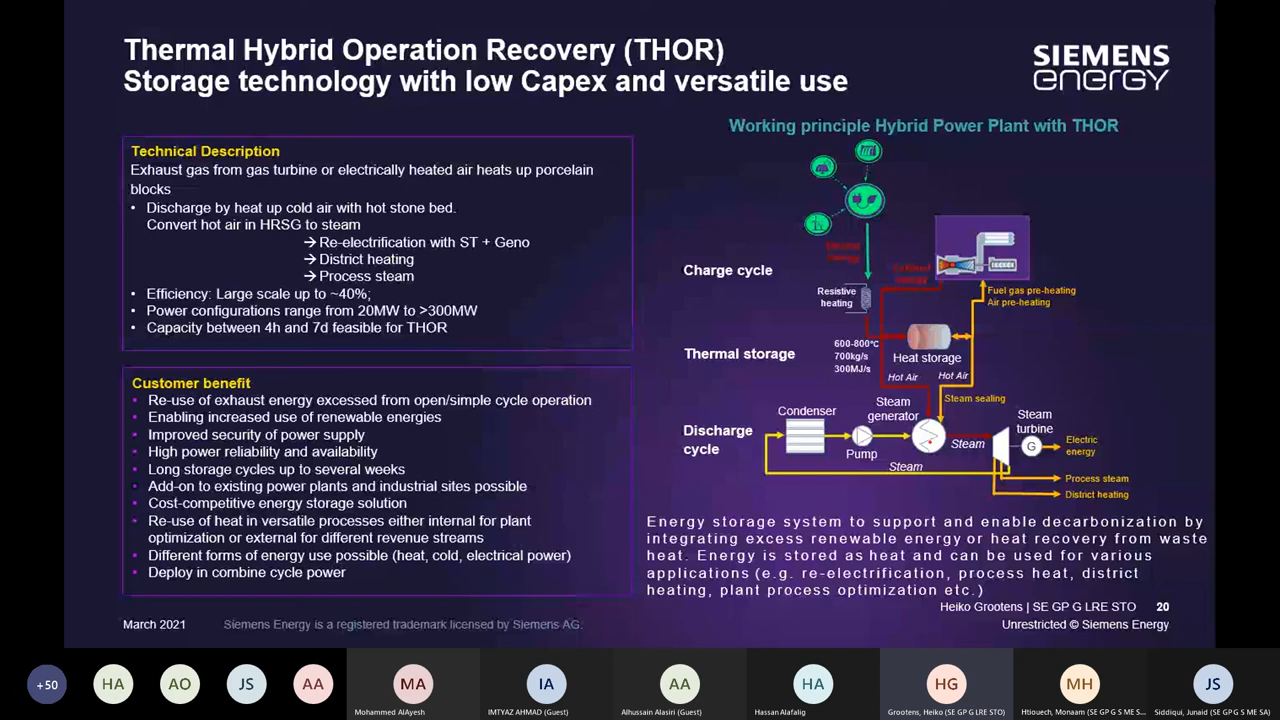 Thermal Hybrid Operation Recovery (THOR)
Storage technology with low Capex and versatile use
SIEMENS
energy
Technical Description
Exhaust gas from gas turbine or electrically heated air heats up porcelain
blocks
• Discharge by heat up cold air with hot stone bed.
Convert hot air in HRSG to steam
→ Re-electrification with ST + Geno
→ District heating
→ Process steam
• Efficiency: Large scale up to ~40%;
• Power configurations range from 20MW to >300MW
• Capacity between 4h and 7d feasible for THOR
Customer benefit
▪ Re-use of exhaust energy excessed from open/simple cycle operation
▪ Enabling increased use of renewable energies
▪ Improved security of power supply
▪ High power reliability and availability
▪ Long storage cycles up to several weeks
▪ Add-on to existing power plants and industrial sites possible
▪ Cost-competitive energy storage solution
▪ Re-use of heat in versatile processes either internal for plant
optimization or external for different revenue streams
▪ Different forms of energy use possible (heat, cold, electrical power)
▪ Deploy in combine cycle power
Working principle Hybrid Power Plant with THOR
energy
energy
Charge cycle
Resistive
heating
Fuel gas pre-heating
Air pre-heating
Thermal storage
600-800°C
700kg/s
300MJ/s
Heat storage
Hot Air
Hot Air
Steam sealing
Discharge
cycle
Condenser
Pump
Steam
generator
Steam
Steam
Steam
turbine
G
Electric
energy
Process steam
District heating
Energy storage system to support and enable decarbonization by
integrating excess renewable energy or heat recovery from waste
heat. Energy is stored as heat and can be used for various
applications (e.g. re-electrification, process heat, district
heating, plant process optimization etc.)
Heiko Grootens | SE GP G LRE STO 20
March 2021
Siemens Energy is a registered trademark licensed by Siemens AG.
Unrestricted © Siemens Energy
+50
HA
AO
JS
AA
MA
Mohammed AlAyesh
IA
IMTYAZ AHMAD (Guest)
AA
Alhussain Alasiri (Guest)
HA
Hassan Alafalig
HG
Grootens, Heiko (SE GP G LRE STO)
MH
Htiouech, Monaam (SE GP G S ME S...
JS
Siddiqui, Junaid (SE GP G S ME SA)